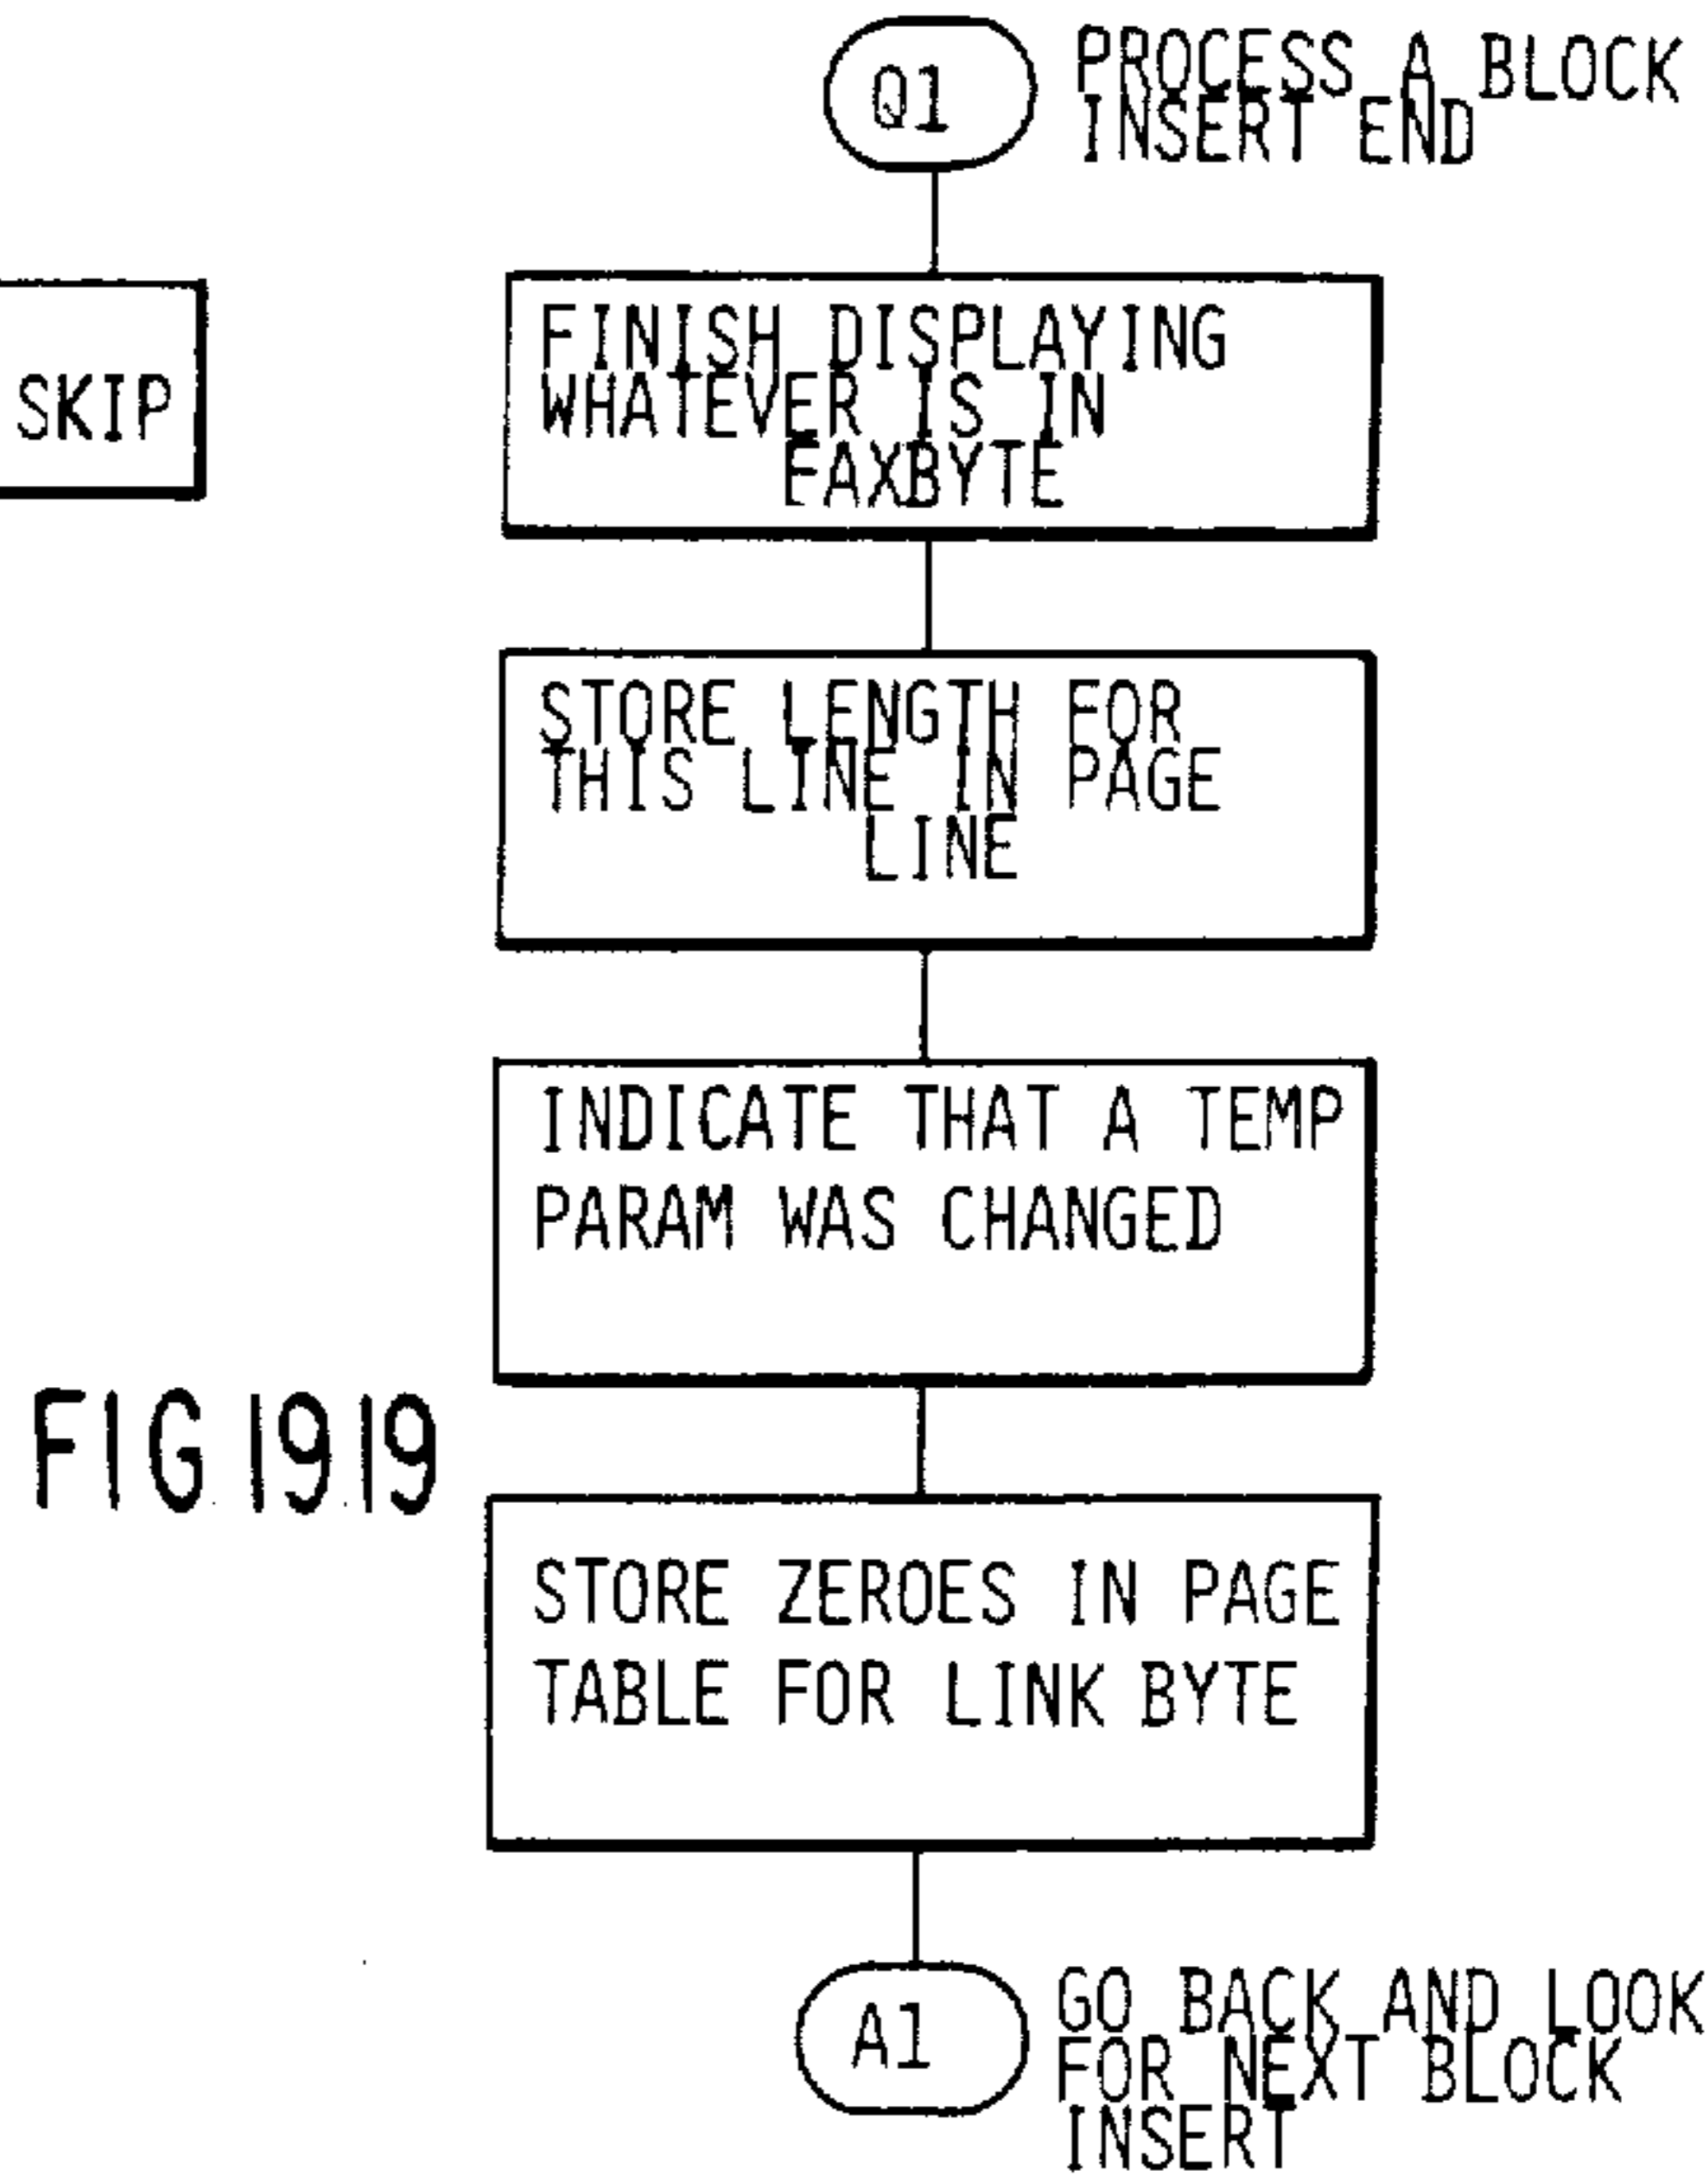 Q1
PROCESS A BLOCK
INSERT END
SKIP
FINISH DISPLAYING
WHATEVER IS IN
FAXBYTE
STORE LENGTH FOR
THIS LINE IN PAGE
LINE
INDICATE THAT A TEMP
PARAM WAS CHANGED
FIG.19.19
STORE ZEROES IN PAGE
TABLE FOR LINK BYTE
A1
GO BACK AND LOOK
FOR NEXT BLOCK
INSERT